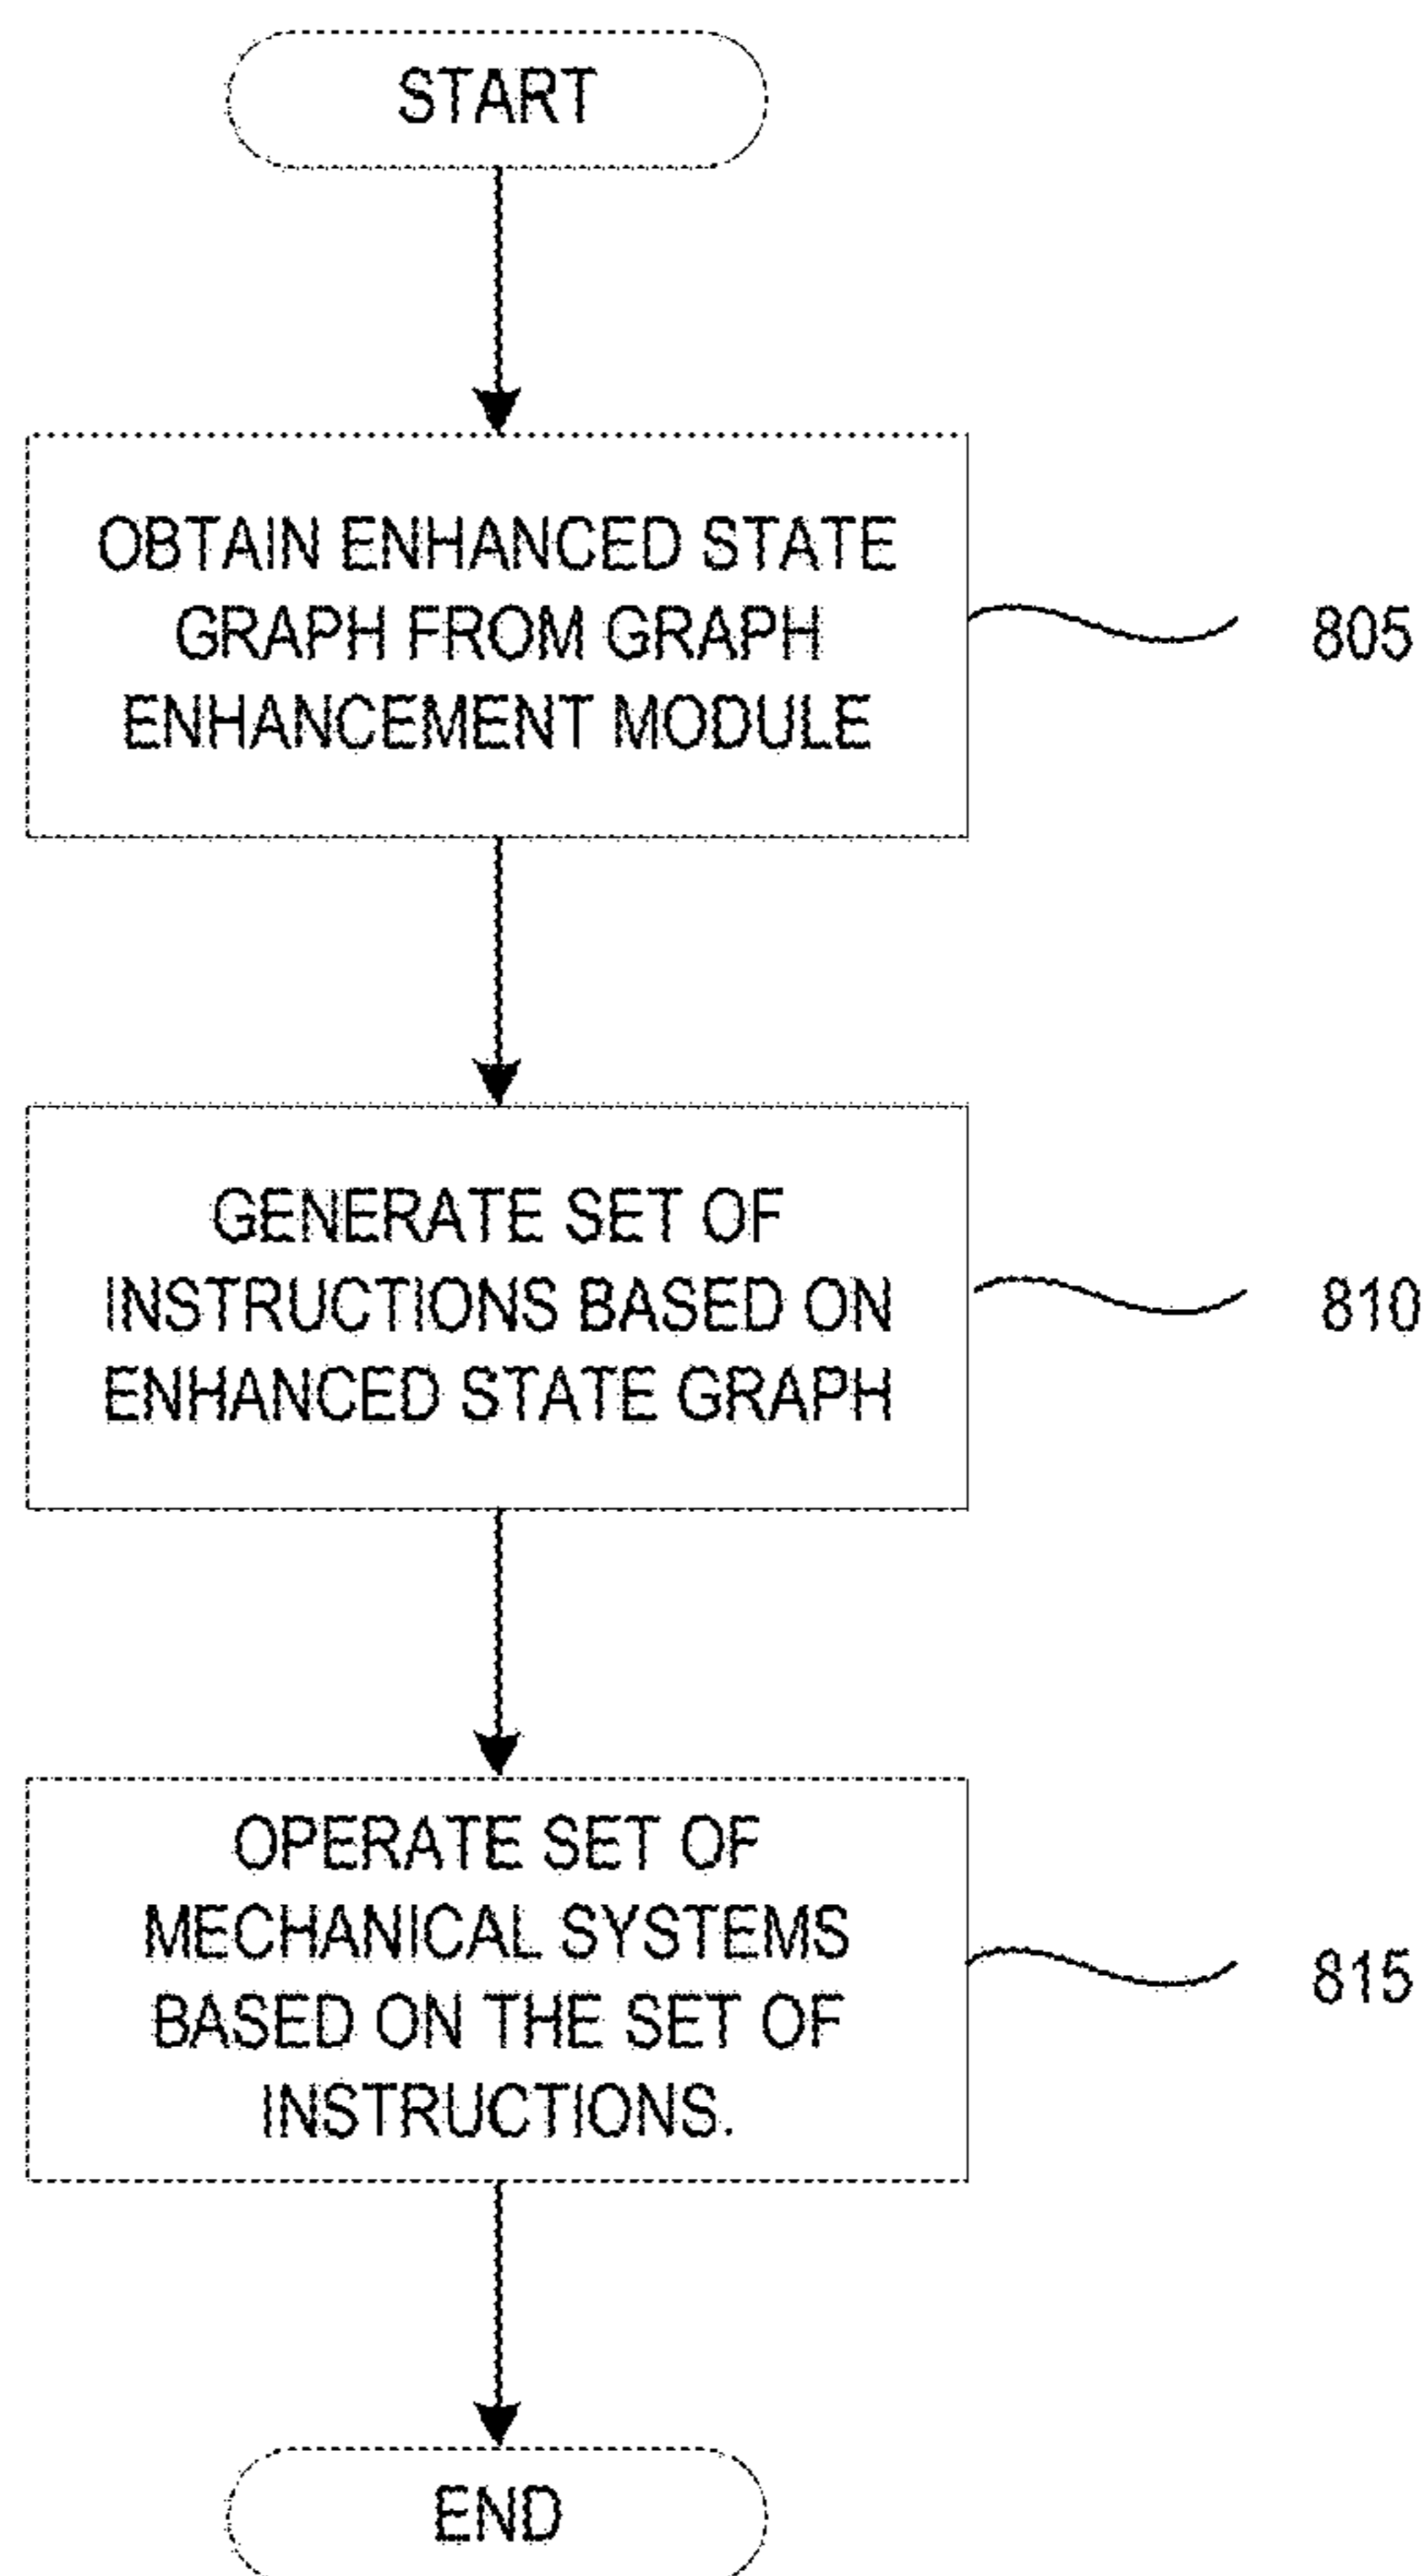 START
OBTAIN ENHANCED STATE
GRAPH FROM GRAPH
ENHANCEMENT MODULE
805
GENERATE SET OF
INSTRUCTIONS BASED ON
ENHANCED STATE GRAPH
810
OPERATE SET OF
MECHANICAL SYSTEMS
BASED ON THE SET OF
INSTRUCTIONS.
815
END